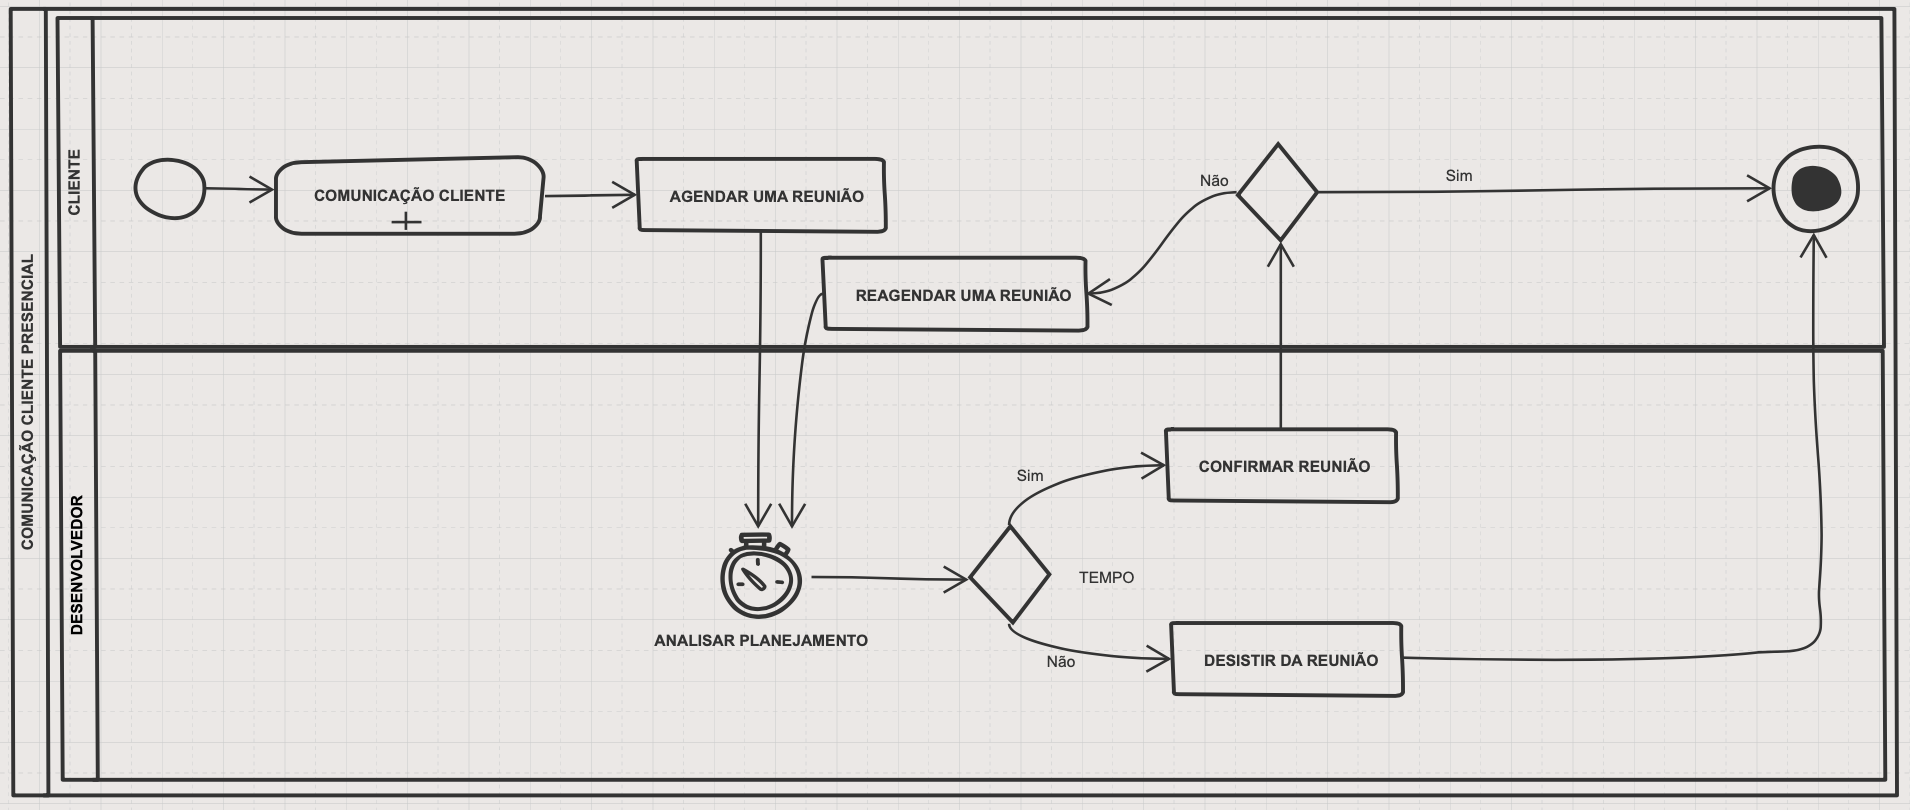 COMUNICAÇÃO CLIENTE PRESENCIAL
CLIENTE
COMUNICAÇÃO CLIENTE
AGENDAR UMA REUNIÃO
Não
Sim
REAGENDAR UMA REUNIÃO
DESENVOLVEDOR
Sim
CONFIRMAR REUNIÃO
TEMPO
ANALISAR PLANEJAMENTO
Não
DESISTIR DA REUNIÃO